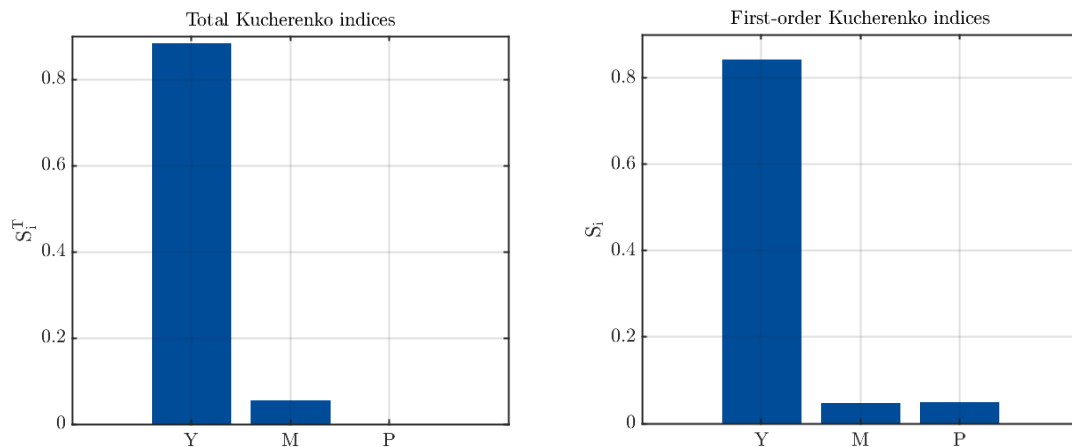 Total Kucherenko indices
0.8
0.6
0.4
0.2
0
S_i^T
Y M P
First-order Kucherenko indices
0.8
0.6
0.4
0.2
0
S_i
Y M P